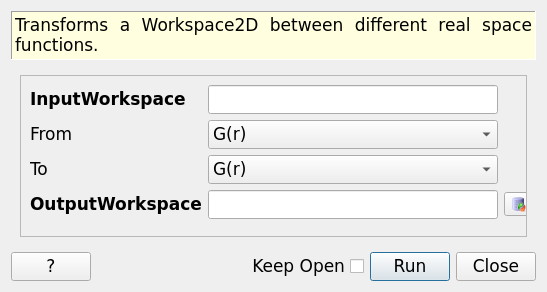 Transforms a Workspace2D between different real space
functions.
InputWorkspace
From G(r)
To G(r)
OutputWorkspace
? Keep Open Run Close